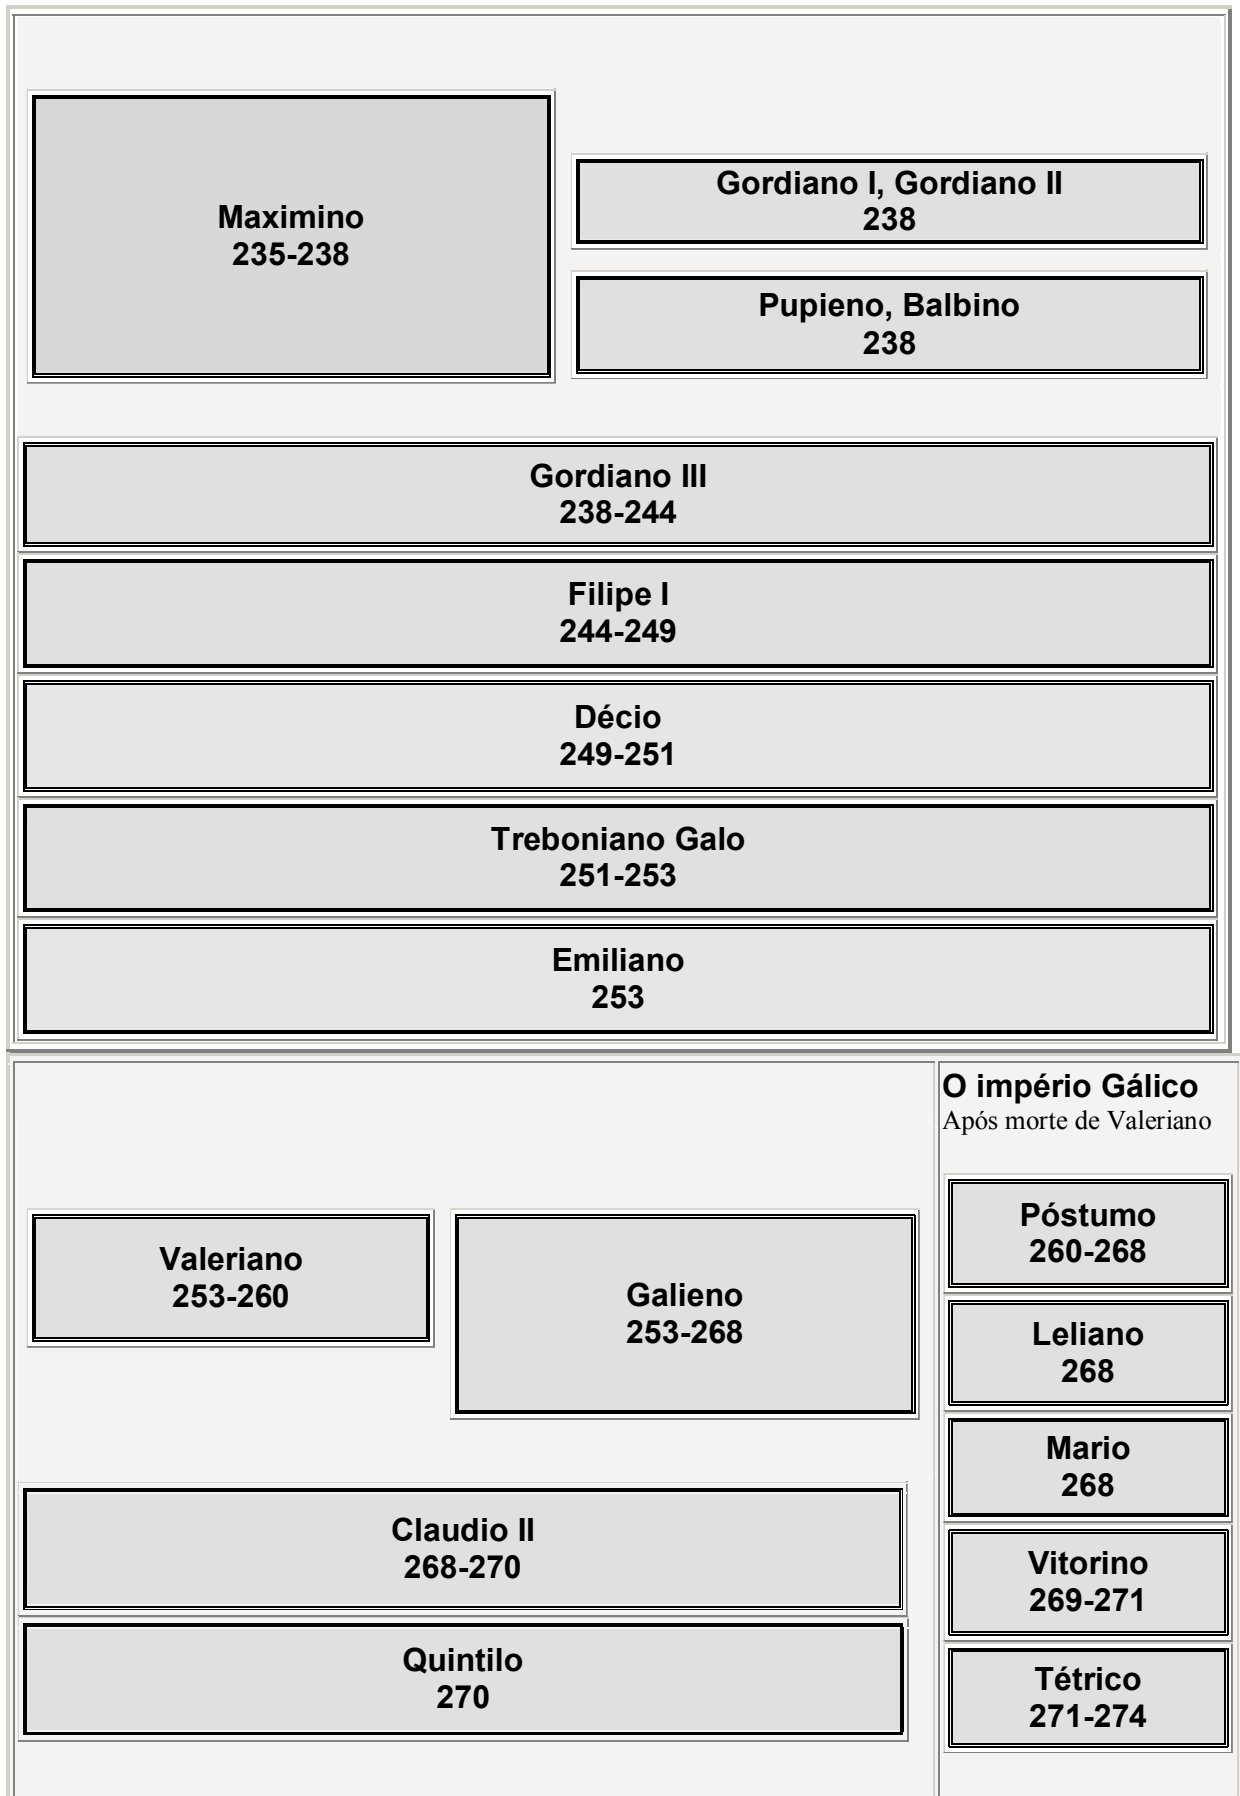 Maximino
235-238
Gordiano I, Gordiano II
238
Pupieno, Balbino
238
Gordiano III
238-244
Filipe I
244-249
Décio
249-251
Treboniano Galo
251-253
Emiliano
253
Valeriano
253-260
Galieno
253-268
Claudio II
268-270
Quintilo
270
O império Gálico
Após morte de Valeriano
Póstumo
260-268
Leliano
268
Mario
268
Vitorino
269-271
Tétrico
271-274